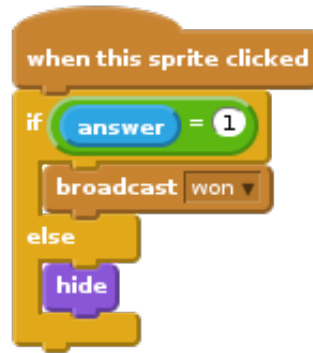 when this sprite clicked
if answer = 1
broadcast won
else
hide